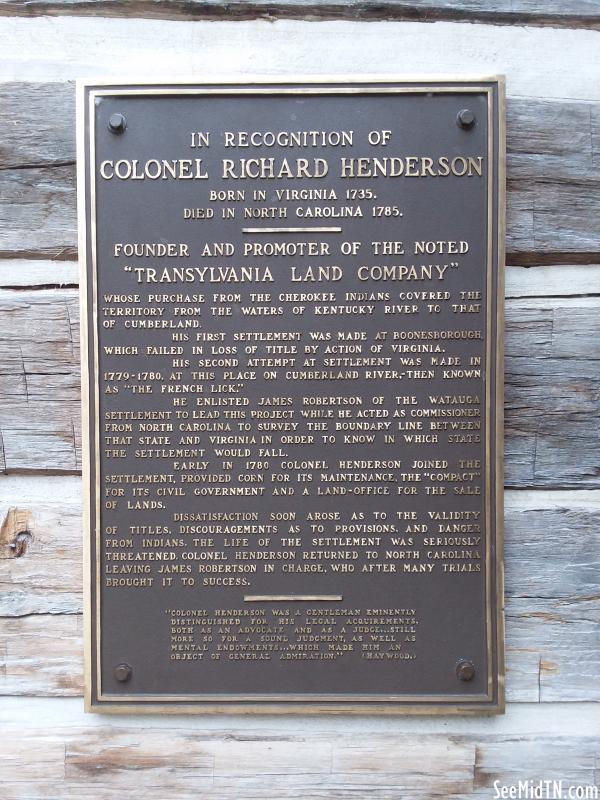 IN RECOGNITION OF
COLONEL RICHARD HENDERSON
BORN IN VIRGINIA 1735.
DIED IN NORTH CAROLINA 1785.
FOUNDER AND PROMOTER OF THE NOTED
"TRANSYLVANIA LAND COMPANY"
WHOSE PURCHASE FROM THE CHEROKEE INDIANS COVERED THE
TERRITORY FROM THE WATERS OF KENTUCKY RIVER TO THAT
OF CUMBERLAND.
HIS FIRST SETTLEMENT WAS MADE AT BOONESBOROUGH,
WHICH FAILED IN LOSS OF TITLE BY ACTION OF VIRGINIA.
HIS SECOND ATTEMPT AT SETTLEMENT WAS MADE IN
1779-1780, AT THIS PLACE ON CUMBERLAND RIVER,-THEN KNOWN
AS "THE FRENCH LICK."
HE ENLISTED JAMES ROBERTSON OF THE WATAUGA
SETTLEMENT TO LEAD THIS PROJECT WHILE HE ACTED AS COMMISSIONER
FROM NORTH CAROLINA TO SURVEY THE BOUNDARY LINE BETWEEN
THAT STATE AND VIRGINIA IN ORDER TO KNOW IN WHICH STATE
THE SETTLEMENT WOULD FALL.
EARLY IN 1780 COLONEL HENDERSON JOINED THE
SETTLEMENT, PROVIDED CORN FOR ITS MAINTENANCE, THE "COMPACT"
FOR ITS CIVIL GOVERNMENT AND A LAND-OFFICE FOR THE SALE
OF LANDS.
DISSATISFACTION SOON AROSE AS TO THE VALIDITY
OF TITLES, DISCOURAGEMENTS AS TO PROVISIONS, AND DANGER
FROM INDIANS. THE LIFE OF THE SETTLEMENT WAS SERIOUSLY
THREATENED. COLONEL HENDERSON RETURNED TO NORTH CAROLINA
LEAVING JAMES ROBERTSON IN CHARGE, WHO AFTER MANY TRIALS
BROUGHT IT TO SUCCESS.
"COLONEL HENDERSON WAS A GENTLEMAN EMINENTLY
DISTINGUISHED FOR HIS LEGAL ACQUIREMENTS,
BOTH AS AN ADVOCATE AND AS A JUDGE...STILL
MORE SO FOR A SOUND JUDGMENT, AS WELL AS
MENTAL ENDOWMENTS...WHICH MADE HIM AN
OBJECT OF GENERAL ADMIRATION." (HAYWOOD.)
SeeMidTN.com